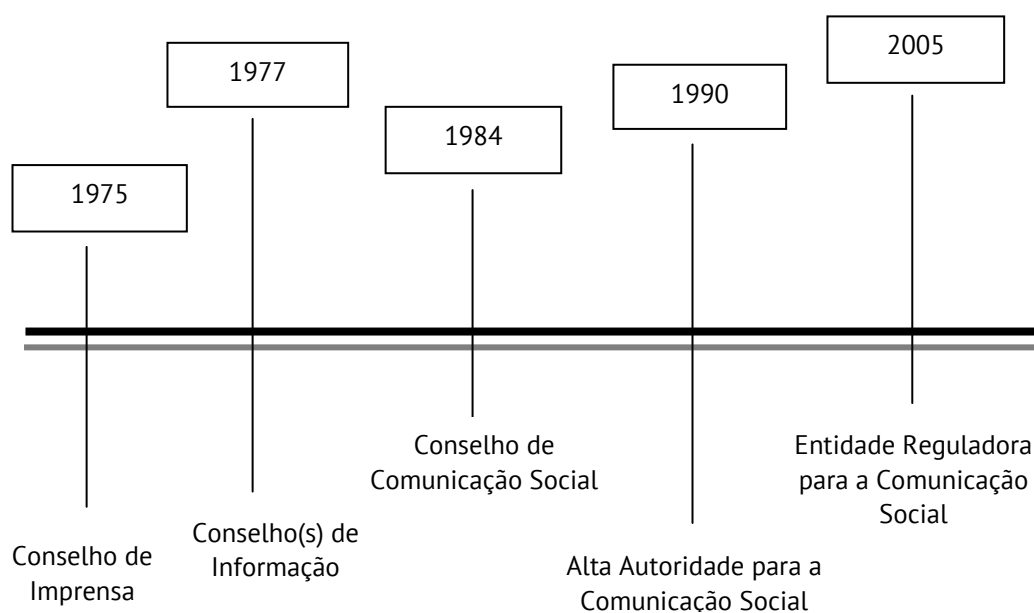 2005
1977
1990
1984
1975
Conselho de
Comunicação Social
Entidade Reguladora
para a Comunicação
Social
Conselho(s) de
Informação
Conselho de
Imprensa
Alta Autoridade para a
Comunicação Social